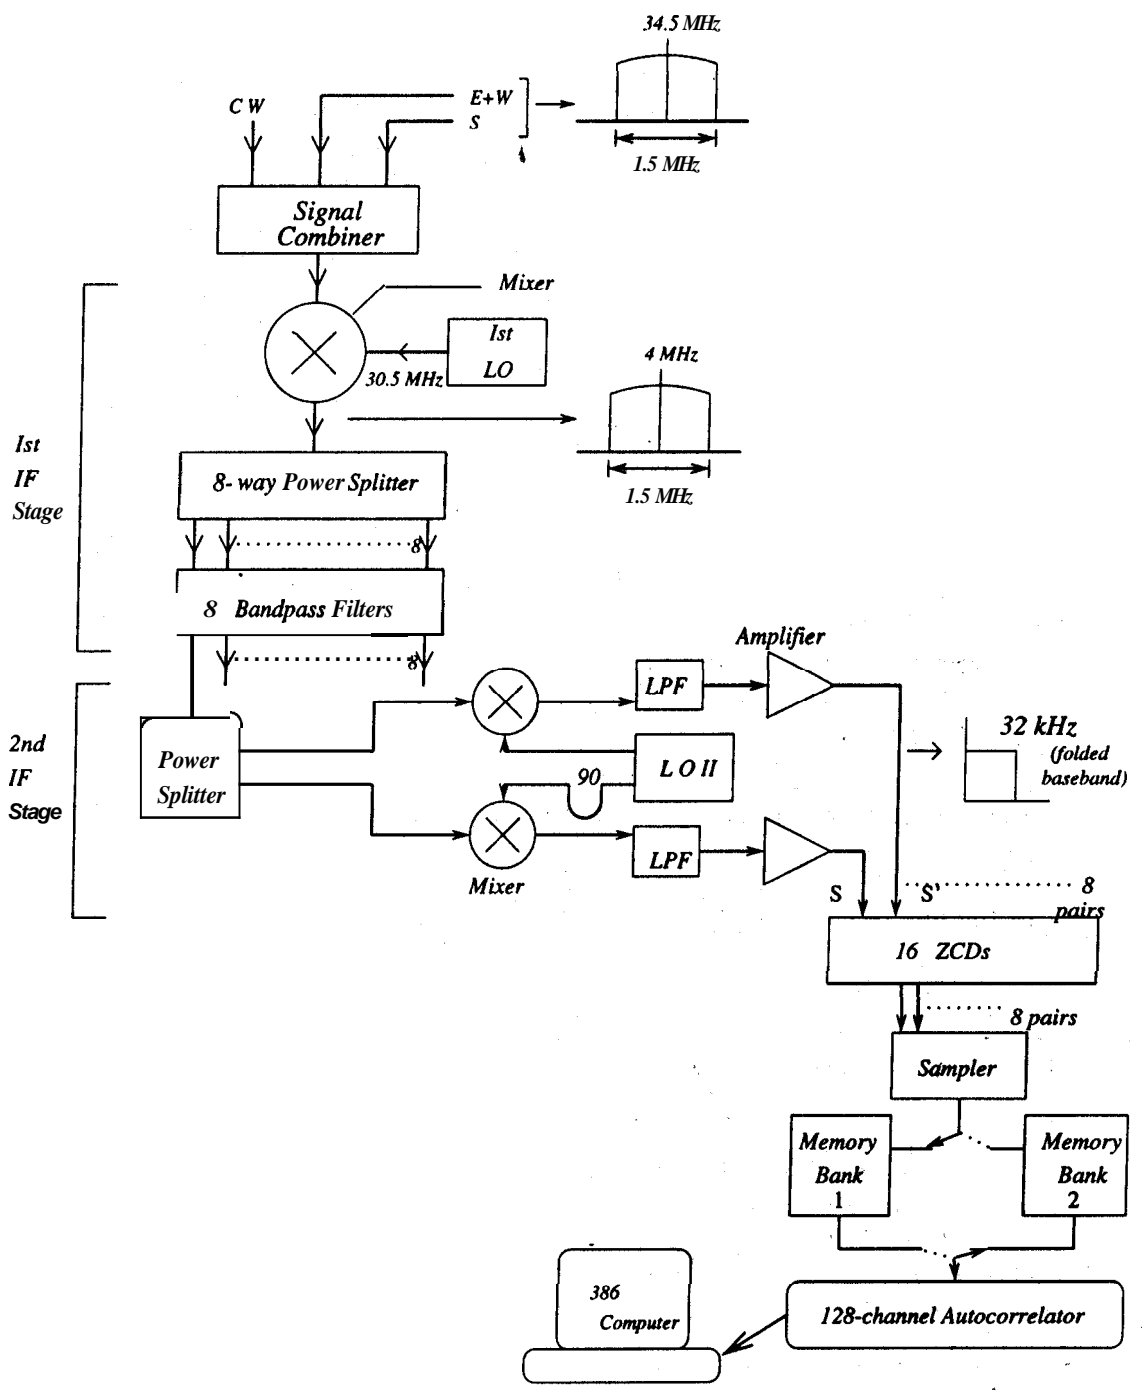 34.5 MHz
C W
E+W
S
1.5 MHz
Signal
Combiner
Mixer
Ist
LO
30.5 MHz
4 MHz
1.5 MHz
Ist
IF
Stage
8-way Power Splitter
8
8 Bandpass Filters
8
Amplifier
LPF
2nd
IF
Stage
Power
Splitter
L O II
90
32 kHz
(folded
baseband)
Mixer
LPF
S
S'
8
pairs
16 ZCDs
8 pairs
Sampler
Memory
Bank
1
Memory
Bank
2
386
Computer
128-channel Autocorrelator